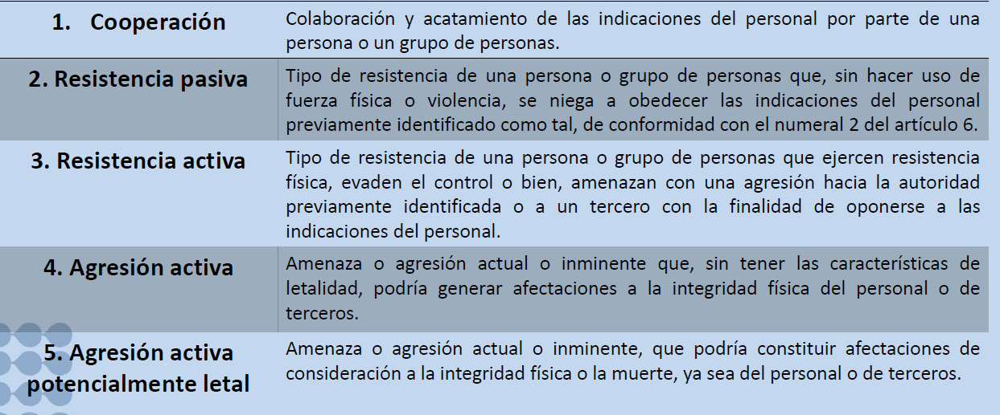 1. Cooperación
Colaboración y acatamiento de las indicaciones del personal por parte de una
persona o un grupo de personas.
2. Resistencia pasiva
Tipo de resistencia de una persona o grupo de personas que, sin hacer uso de
fuerza física o violencia, se niega a obedecer las indicaciones del personal
previamente identificado como tal, de conformidad con el numeral 2 del artículo 6.
3. Resistencia activa
Tipo de resistencia de una persona o grupo de personas que ejercen resistencia
física, evaden el control o bien, amenazan con una agresión hacia la autoridad
previamente identificada o a un tercero con la finalidad de oponerse a las
indicaciones del personal.
4. Agresión activa
Amenaza o agresión actual o inminente que, sin tener las características de
letalidad, podría generar afectaciones a la integridad física del personal o de
terceros.
5. Agresión activa
potencialmente letal
Amenaza o agresión actual o inminente, que podría constituir afectaciones de
consideración a la integridad física o la muerte, ya sea del personal o de terceros.